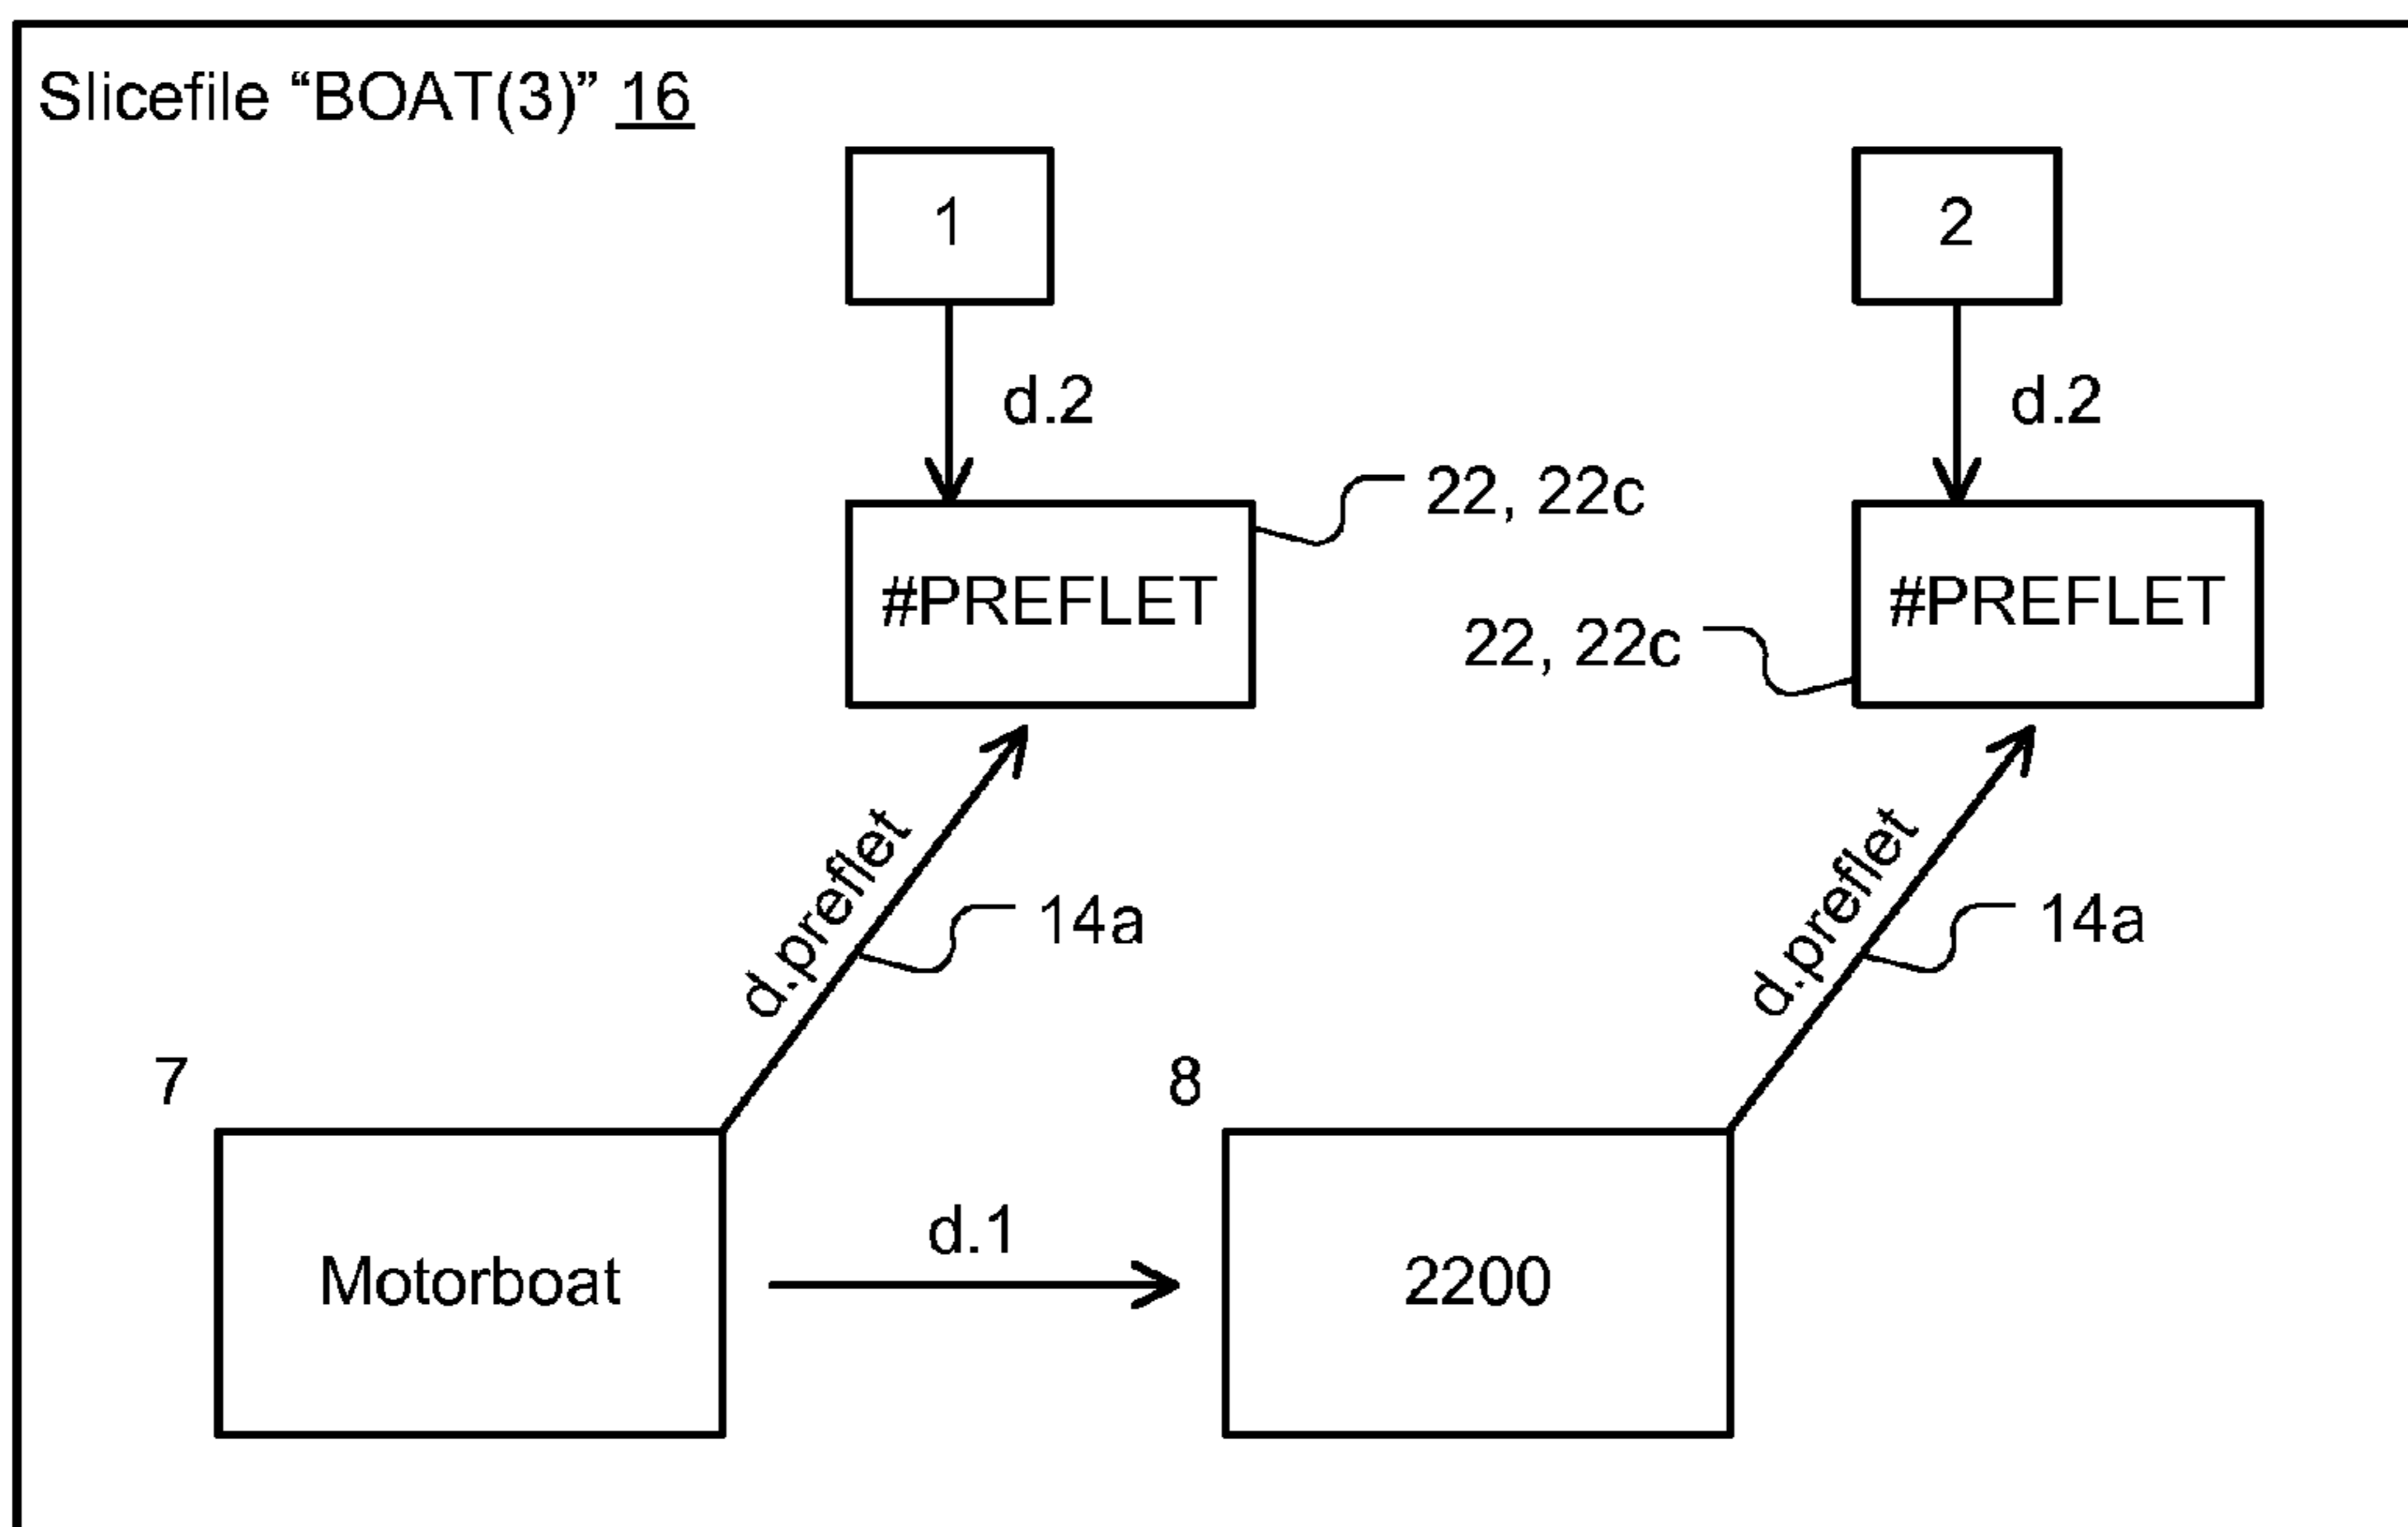 Slicefile “BOAT(3)” 16
1
2
d.2
d.2
22, 22c
#PREFLET
#PREFLET
22, 22c
d.preflet
14a
d.preflet
14a
7
8
d.1
Motorboat
2200